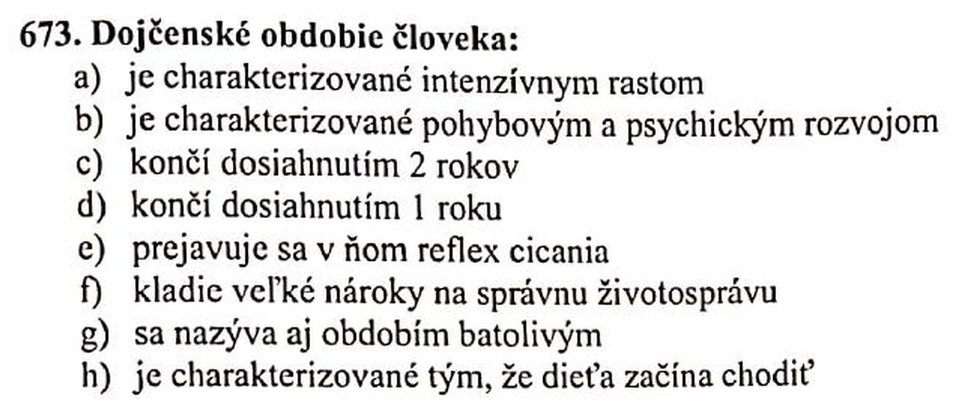 673. Dojčenské obdobie človeka:
a) je charakterizované intenzívnym rastom
b) je charakterizované pohybovým a psychickým rozvojom
c) končí dosiahnutím 2 rokov
d) končí dosiahnutím 1 roku
e) prejavuje sa v ňom reflex cicania
f) kladie veľké nároky na správnu životosprávu
g) sa nazýva aj obdobím batolivým
h) je charakterizované tým, že dieťa začína chodiť